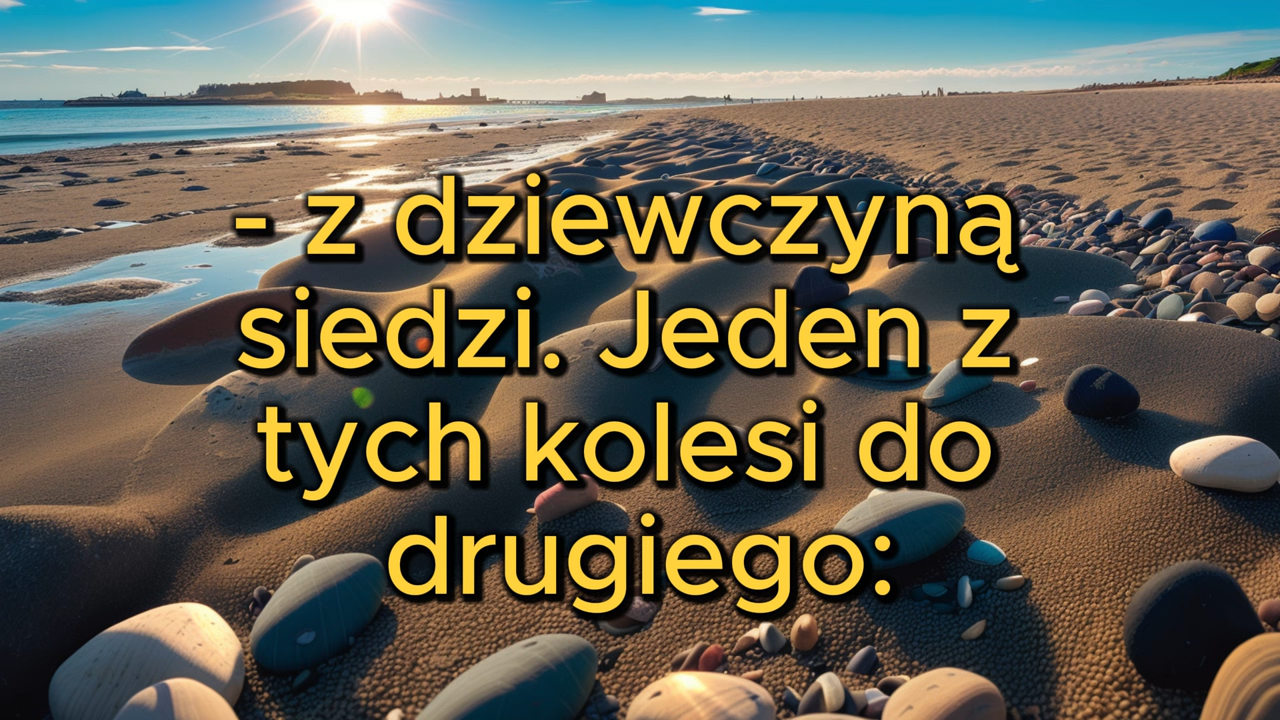 - z dziewczyną
siedzi. Jeden z
tych kolesi do
drugiego: